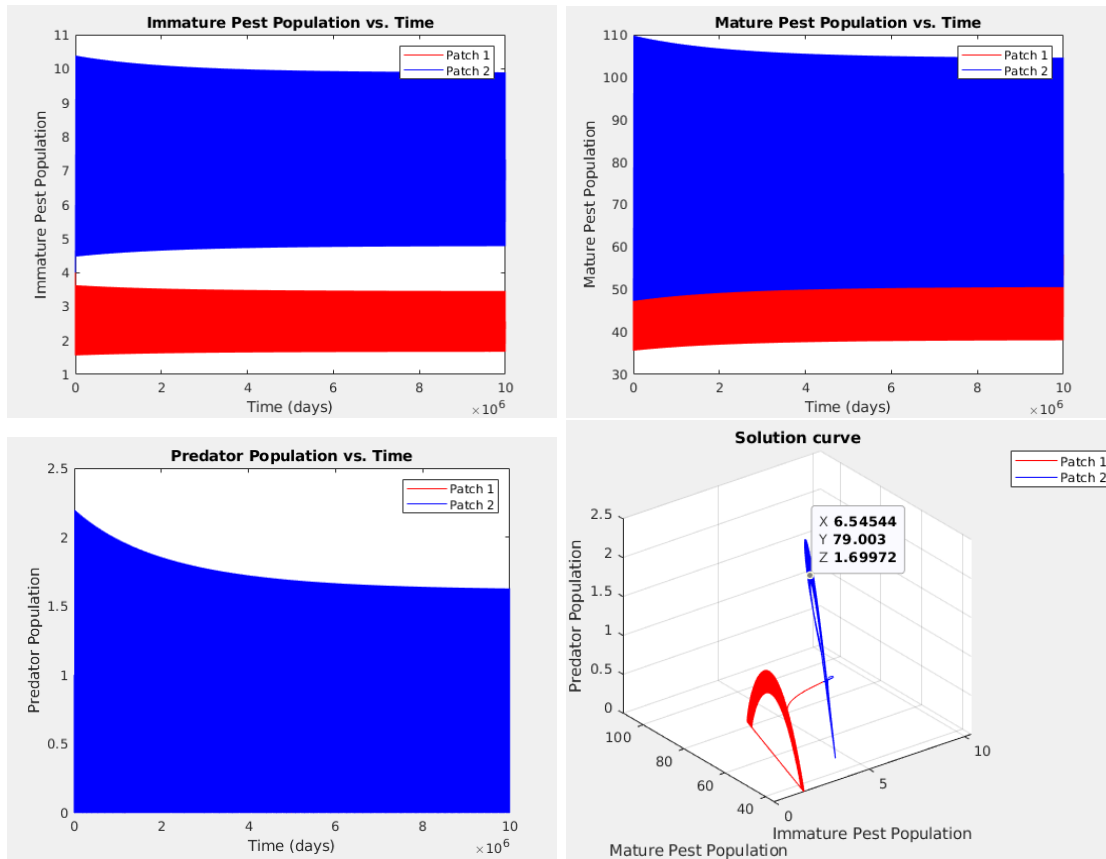 Immature Pest Population vs. Time
11
10
9
8
7
6
5
4
3
2
1
0 2 4 6 8 10
Immature Pest Population
Time (days)
×10⁶
Patch 1
Patch 2
Mature Pest Population vs. Time
110
100
90
80
70
60
50
40
30
0 2 4 6 8 10
Mature Pest Population
Time (days)
×10⁶
Patch 1
Patch 2
Predator Population vs. Time
2.5
2
1.5
1
0.5
0
0 2 4 6 8 10
Predator Population
Time (days)
×10⁶
Patch 1
Patch 2
Solution curve
Patch 1
Patch 2
X 6.54544
Y 79.003
Z 1.69972
2.5
2
1.5
1
0.5
0
Predator Population
100
80
60
40
0
5
10
Immature Pest Population
Mature Pest Population